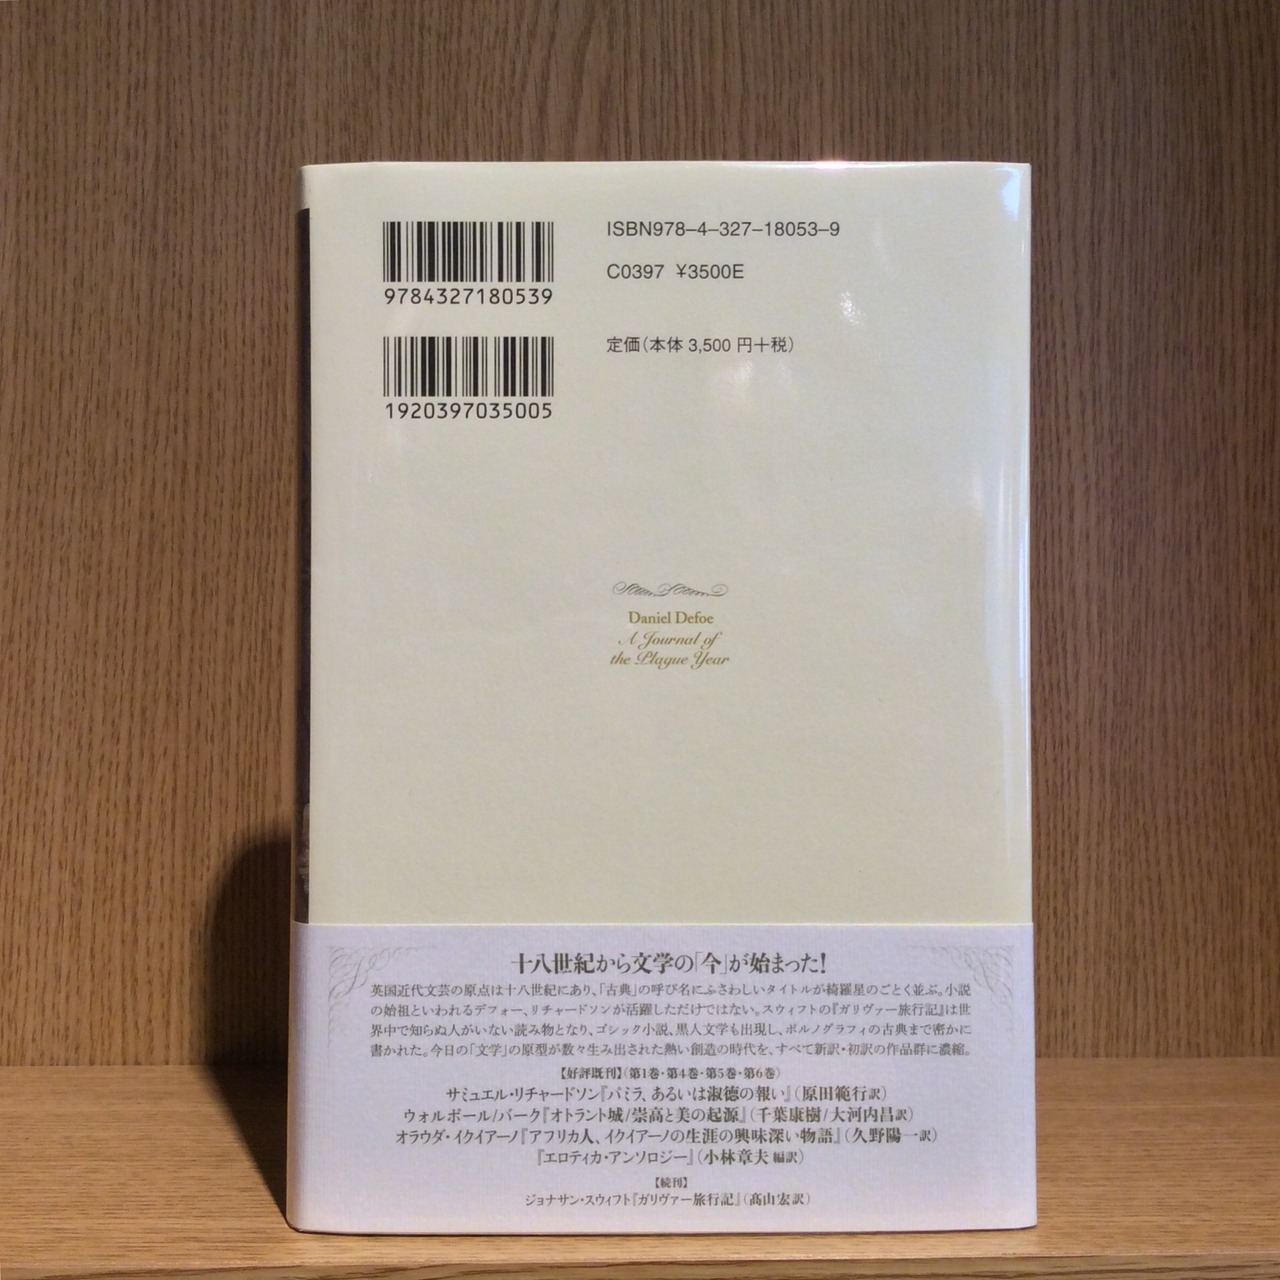 9784327180539
1920397035005
ISBN978–4–327–18053–9
C0397 ¥3500E
定価（本体 3,500 円＋税）
Daniel Defoe
A Journal of
the Plague Year
十八世紀から文学の「今」が始まった！
英国近代文芸の原点は十八世紀にあり、「古典」の呼び名にふさわしいタイトルが綺羅星のごとく並ぶ。小説
の始祖といわれるデフォー、リチャードソンが活躍しただけではない。スウィフトの『ガリヴァー旅行記』は世
界中で知らぬ人がいない読み物となり、ゴシック小説、黒人文学も出現し、ポルノグラフィの古典まで密かに
書かれた。今日の「文学」の原型が数々生み出された熱い創造の時代を、すべて新訳・初訳の作品群に濃縮。
【好評既刊】（第1巻・第4巻・第5巻・第6巻）
サミュエル・リチャードソン『パミラ、あるいは淑徳の報い』（原田範行訳）
ウォルポール/バーク『オトラント城/崇高と美の起源』（千葉康樹/大河内昌訳）
オラウダ・イクイアーノ『アフリカ人、イクイアーノの生涯の興味深い物語』（久野陽一訳）
『エロティカ・アンソロジー』（小林章夫 編訳）
【続刊】
ジョナサン・スウィフト『ガリヴァー旅行記』（髙山宏訳）